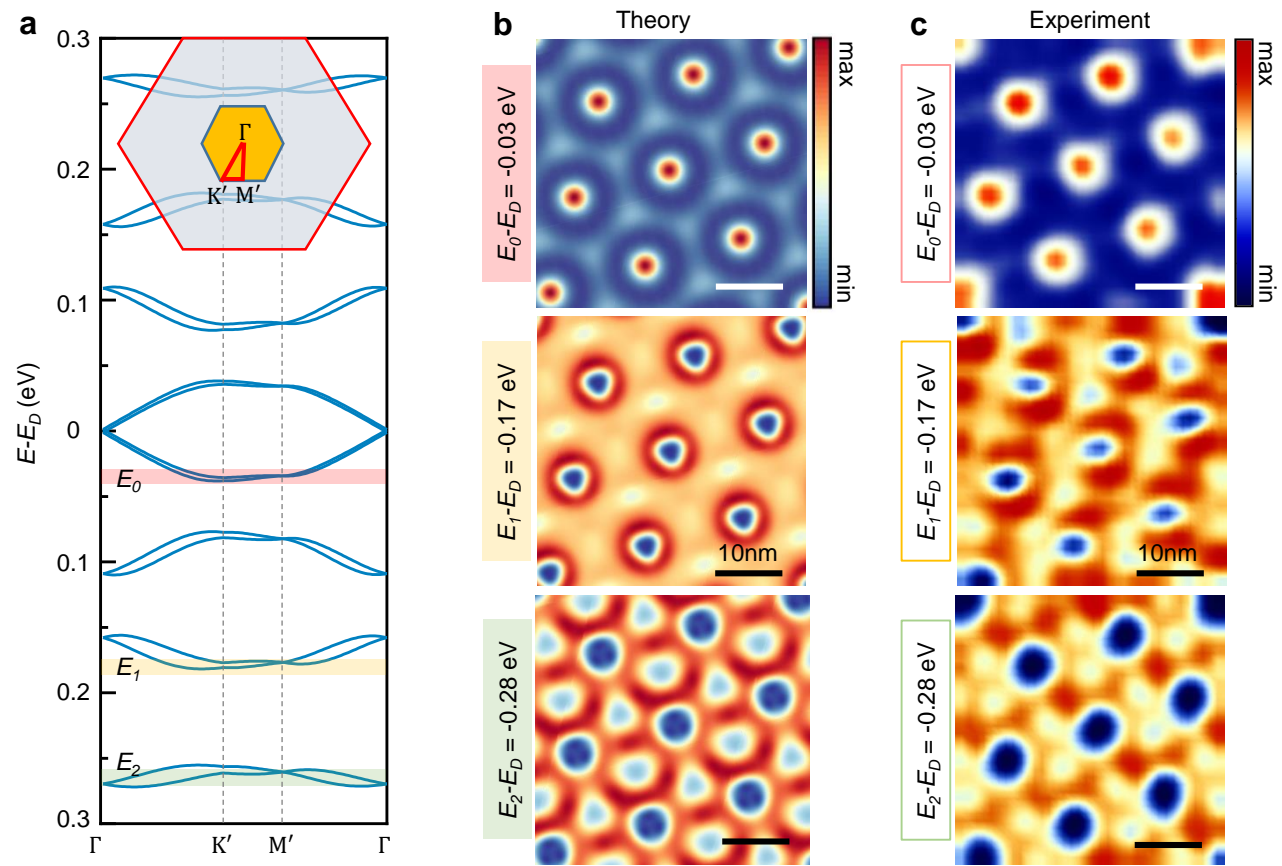 a
0.3
0.2
0.1
0
0.1
0.2
0.3
E-E_D (eV)
Γ
K′
M′
E_0
E_1
E_2
Γ
K′
M′
Γ
b
Theory
E_0-E_D = -0.03 eV
max
min
E_1-E_D = -0.17 eV
10nm
E_2-E_D = -0.28 eV
c
Experiment
E_0-E_D = -0.03 eV
max
min
E_1-E_D = -0.17 eV
10nm
E_2-E_D = -0.28 eV